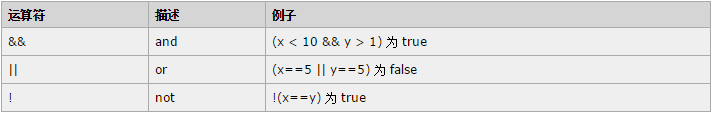 运算符 描述 例子
&& and (x < 10 && y > 1) 为 true
|| or (x==5 || y==5) 为 false
! not !(x==y) 为 true